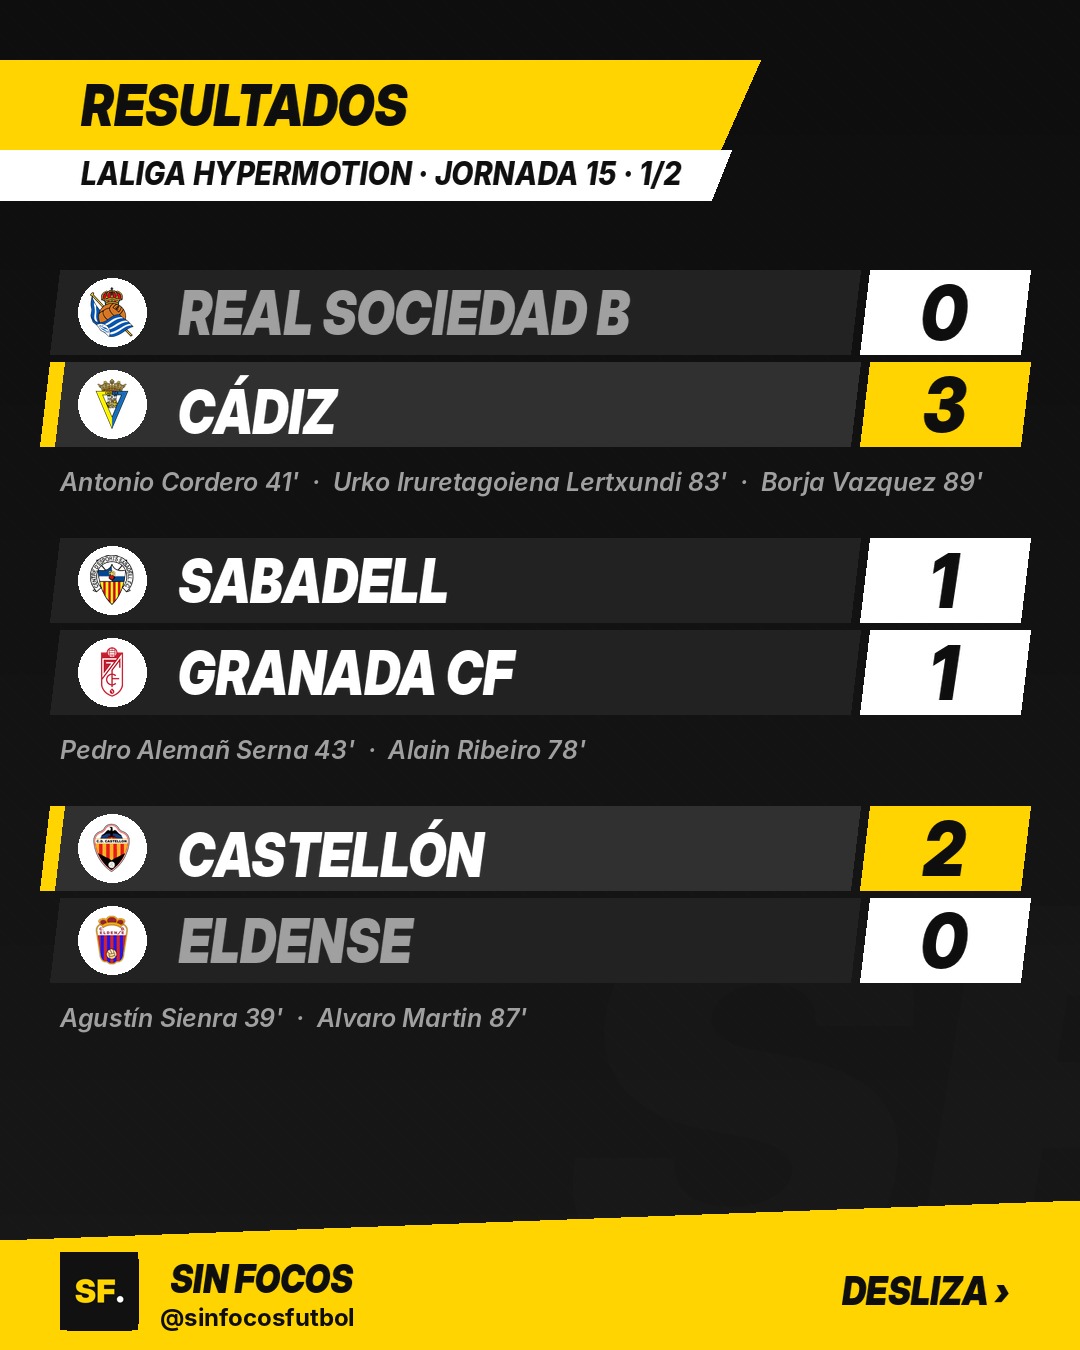 RESULTADOS
LALIGA HYPERMOTION · JORNADA 15 · 1/2
REAL SOCIEDAD B 0
CÁDIZ 3
Antonio Cordero 41' · Urko Iruretagoiena Lertxundi 83' · Borja Vazquez 89'
SABADELL 1
GRANADA CF 1
Pedro Alemañ Serna 43' · Alain Ribeiro 78'
CASTELLÓN 2
ELDENSE 0
Agustín Sienra 39' · Alvaro Martin 87'
SF.
SIN FOCOS
@sinfocosfutbol
DESLIZA ›